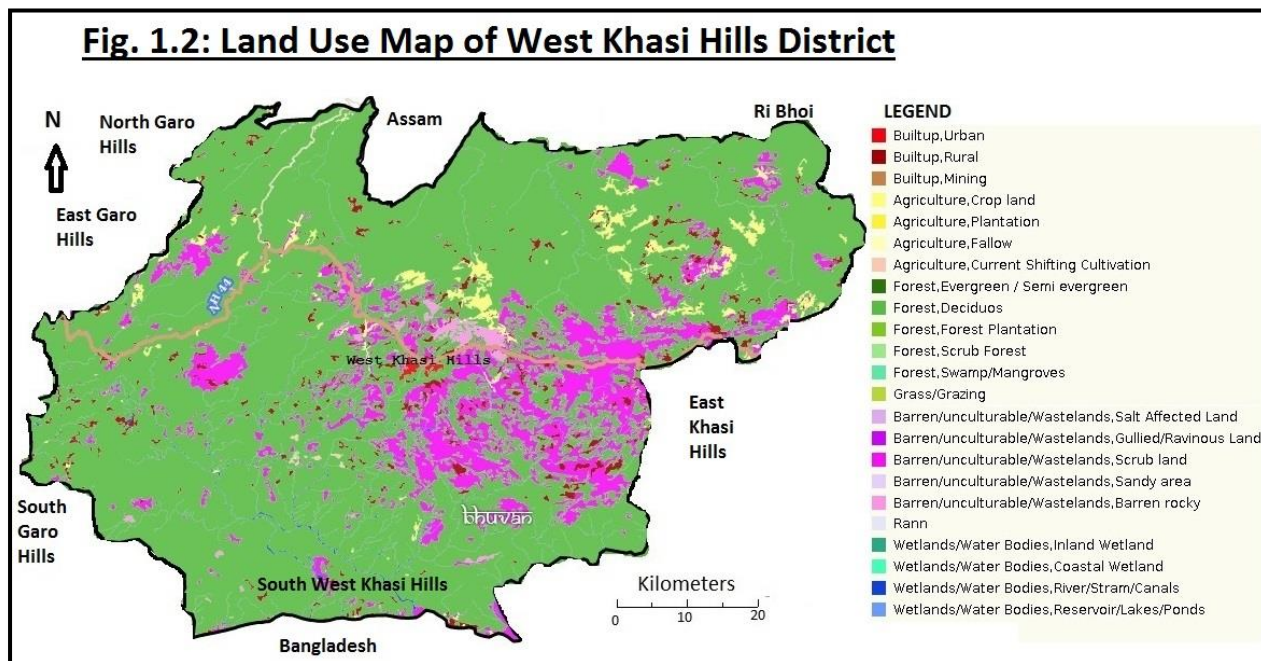 Fig. 1.2: Land Use Map of West Khasi Hills District
N
North Garo
Hills
Assam
Ri Bhoi
East Garo
Hills
AH 44
West Khasi Hills
East
Khasi
Hills
South
Garo
Hills
bhuvan
South West Khasi Hills
Bangladesh
Kilometers
0 10 20
LEGEND
Builtup,Urban
Builtup,Rural
Builtup,Mining
Agriculture,Crop land
Agriculture,Plantation
Agriculture,Fallow
Agriculture,Current Shifting Cultivation
Forest,Evergreen / Semi evergreen
Forest,Deciduos
Forest,Forest Plantation
Forest,Scrub Forest
Forest,Swamp/Mangroves
Grass/Grazing
Barren/unculturable/Wastelands,Salt Affected Land
Barren/unculturable/Wastelands,Gullied/Ravinous Land
Barren/unculturable/Wastelands,Scrub land
Barren/unculturable/Wastelands,Sandy area
Barren/unculturable/Wastelands,Barren rocky
Rann
Wetlands/Water Bodies,Inland Wetland
Wetlands/Water Bodies,Coastal Wetland
Wetlands/Water Bodies,River/Stram/Canals
Wetlands/Water Bodies,Reservoir/Lakes/Ponds